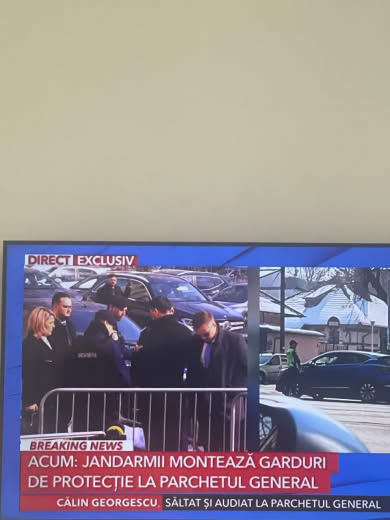 DIRECT EXCLUSIV
BREAKING NEWS
ACUM: JANDARMII MONTEAZĂ GARDURI
DE PROTECȚIE LA PARCHETUL GENERAL
CĂLIN GEORGESCU, SĂLTAT ȘI AUDIAT LA PARCHETUL GENERAL